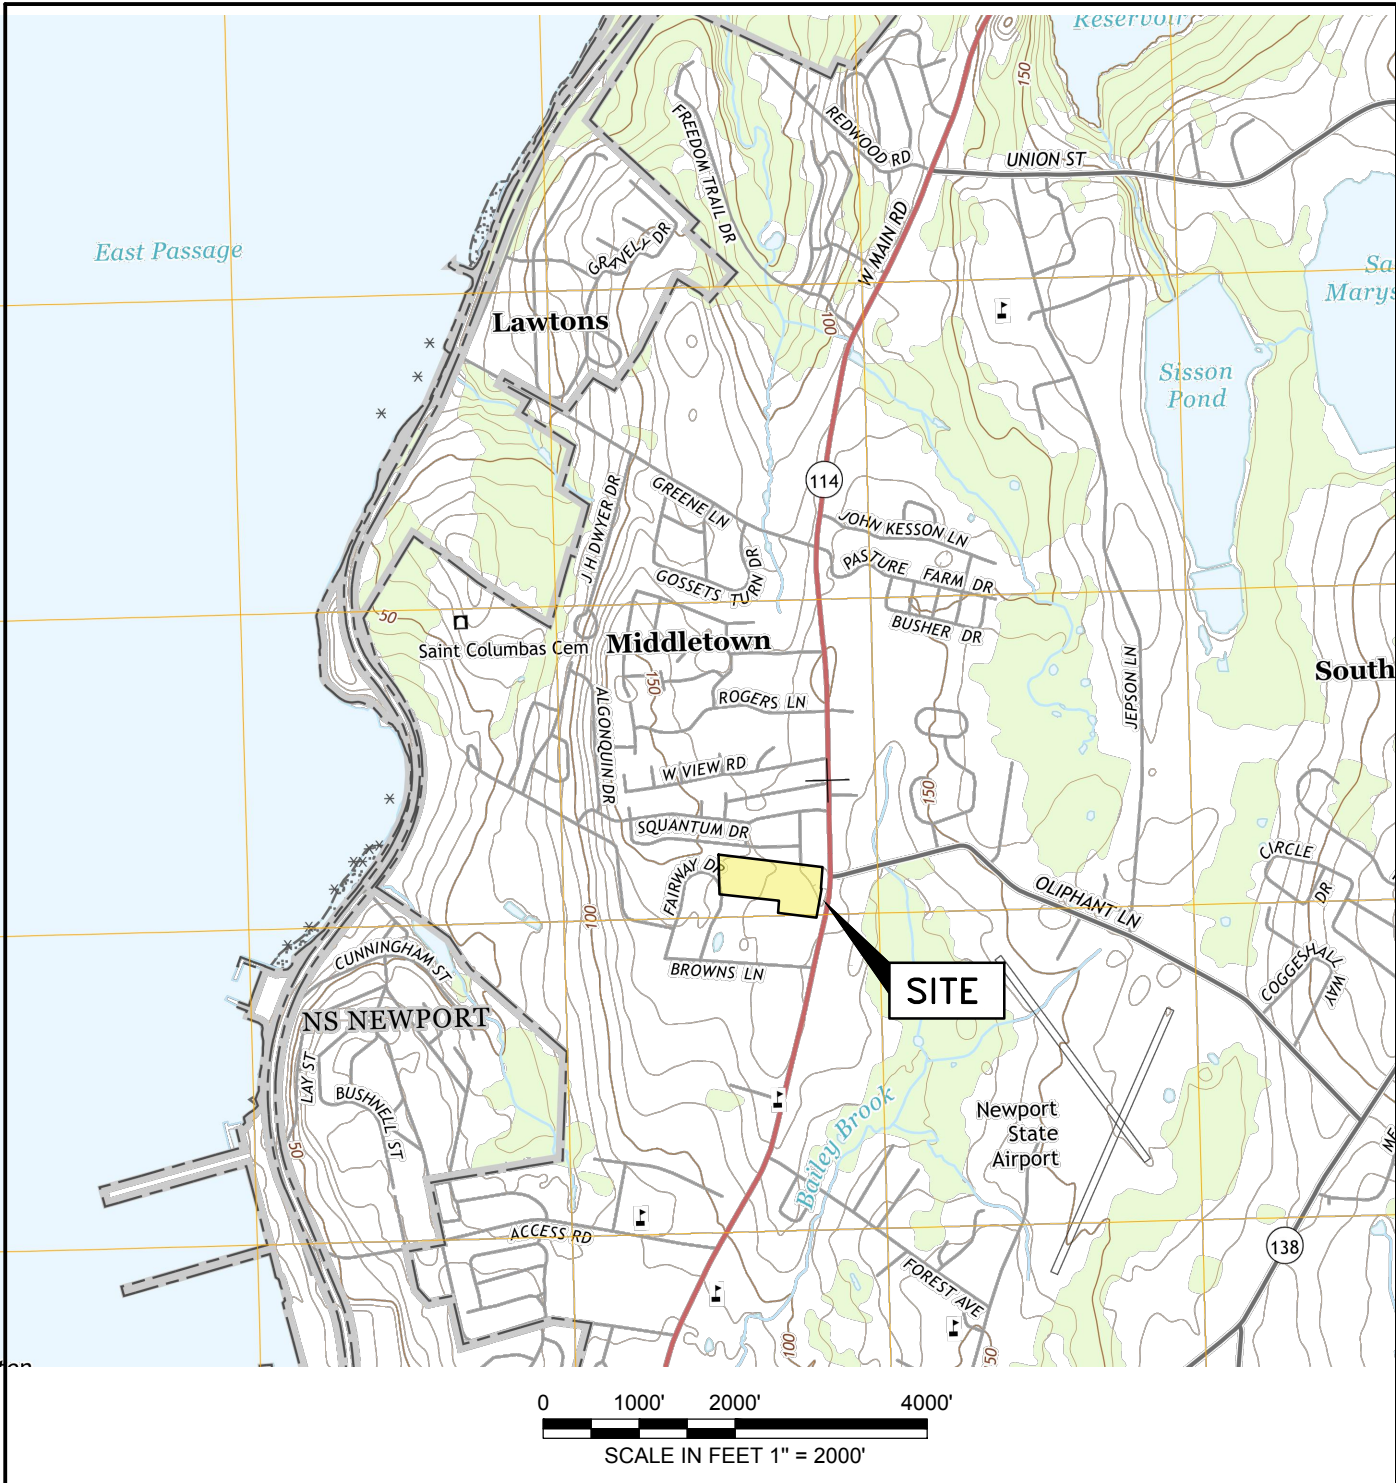 Reservoir
150
FREEDOM TRAIL DR
REDWOOD RD
UNION ST
W MAIN RD
East Passage
GRAVELY DR
Sa
Marys
Lawtons
100
Sisson
Pond
114
GREENE LN
J H DWYER DR
JOHN KESSON LN
PASTURE FARM DR
GOSSETS TURN DR
50
BUSHER DR
Saint Columbas Cem
Middletown
South
150
ROGERS LN
JEPSON LN
ALGONQUIN DR
W VIEW RD
150
SQUANTUM DR
CIRCLE
DR
FAIRWAY DR
OLIPHANT LN
100
CUNNINGHAM ST
BROWNS LN
COGGESHALL WAY
SITE
NS NEWPORT
LAY ST
BUSHNELL ST
Bailey Brook
Newport
State
Airport
50
ACCESS RD
138
FOREST AVE
100
50
0 1000' 2000' 4000'
SCALE IN FEET 1" = 2000'